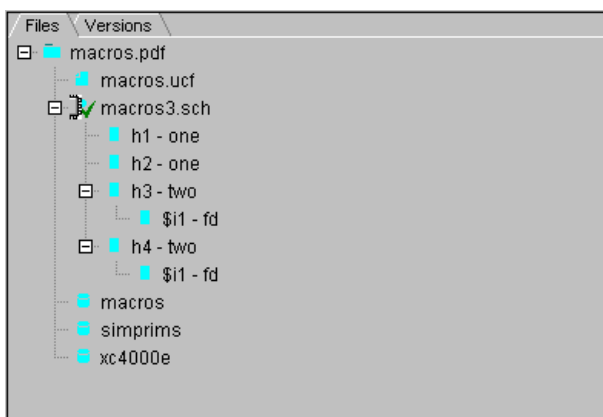 Files Versions
macros.pdf
macros.ucf
macros3.sch
h1 - one
h2 - one
h3 - two
$i1 - fd
h4 - two
$i1 - fd
macros
simprims
xc4000e